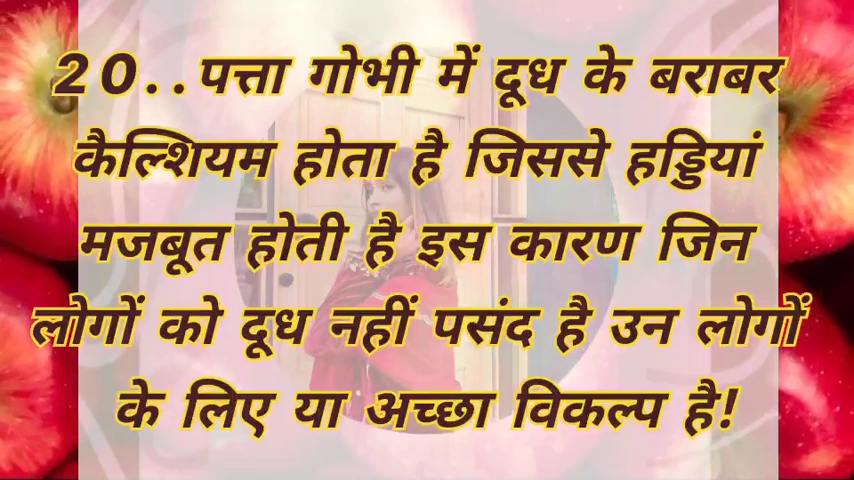 20..पत्ता गोभी में दूध के बराबर
कैल्शियम होता है जिससे हड्डियां
मजबूत होती है इस कारण जिन
लोगों को दूध नहीं पसंद है उन लोगों
के लिए या अच्छा विकल्प है!